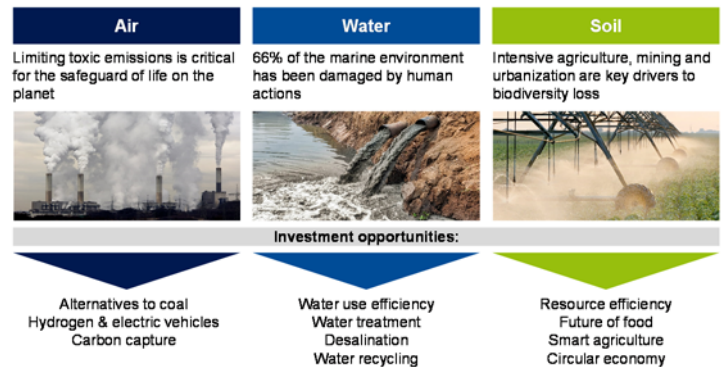 Air
Limiting toxic emissions is critical
for the safeguard of life on the
planet
Water
66% of the marine environment
has been damaged by human
actions
Soil
Intensive agriculture, mining and
urbanization are key drivers to
biodiversity loss
Investment opportunities:
Alternatives to coal
Hydrogen & electric vehicles
Carbon capture
Water use efficiency
Water treatment
Desalination
Water recycling
Resource efficiency
Future of food
Smart agriculture
Circular economy